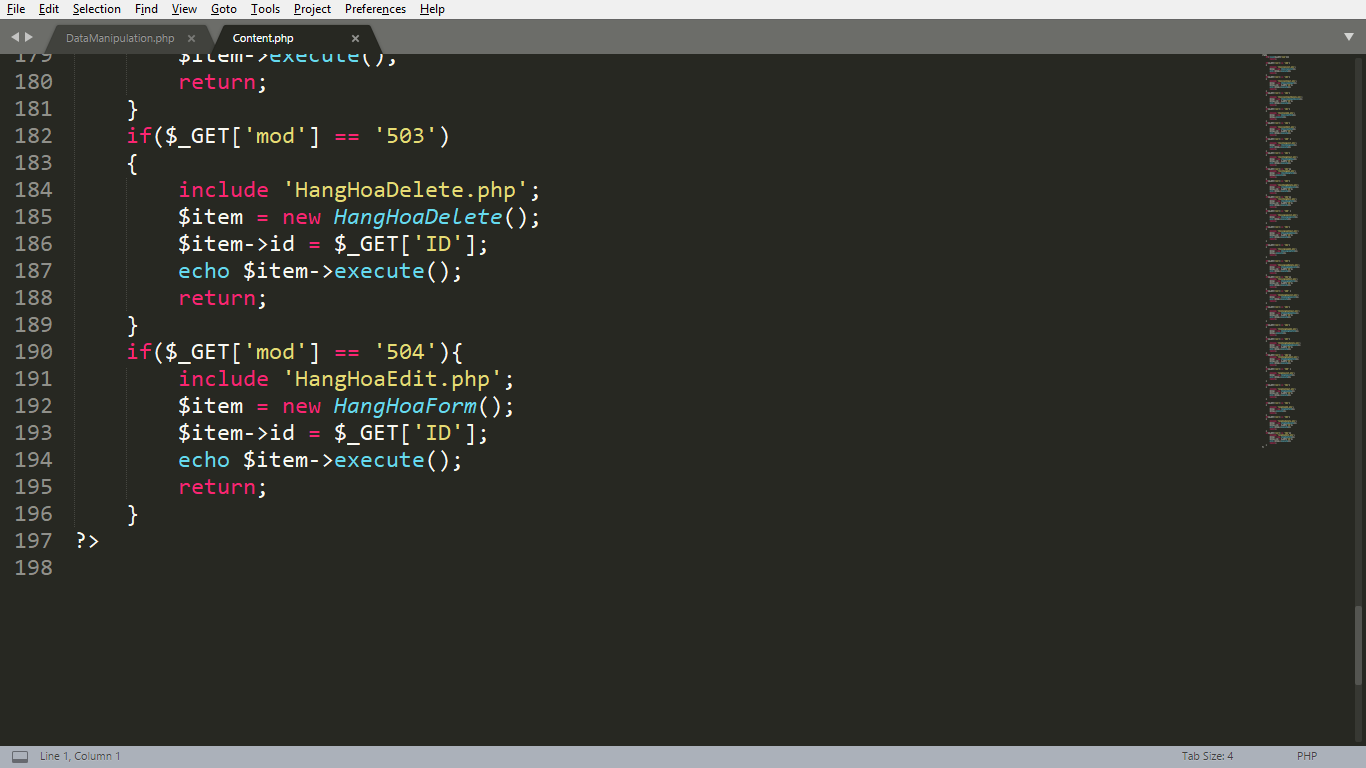 File Edit Selection Find View Goto Tools Project Preferences Help
DataManipulation.php × Content.php ×
179 $item->execute();
180 return;
181 }
182 if($_GET['mod'] == '503')
183 {
184 include 'HangHoaDelete.php';
185 $item = new HangHoaDelete();
186 $item->id = $_GET['ID'];
187 echo $item->execute();
188 return;
189 }
190 if($_GET['mod'] == '504'){
191 include 'HangHoaEdit.php';
192 $item = new HangHoaForm();
193 $item->id = $_GET['ID'];
194 echo $item->execute();
195 return;
196 }
197 ?>
198
Line 1, Column 1 Tab Size: 4 PHP